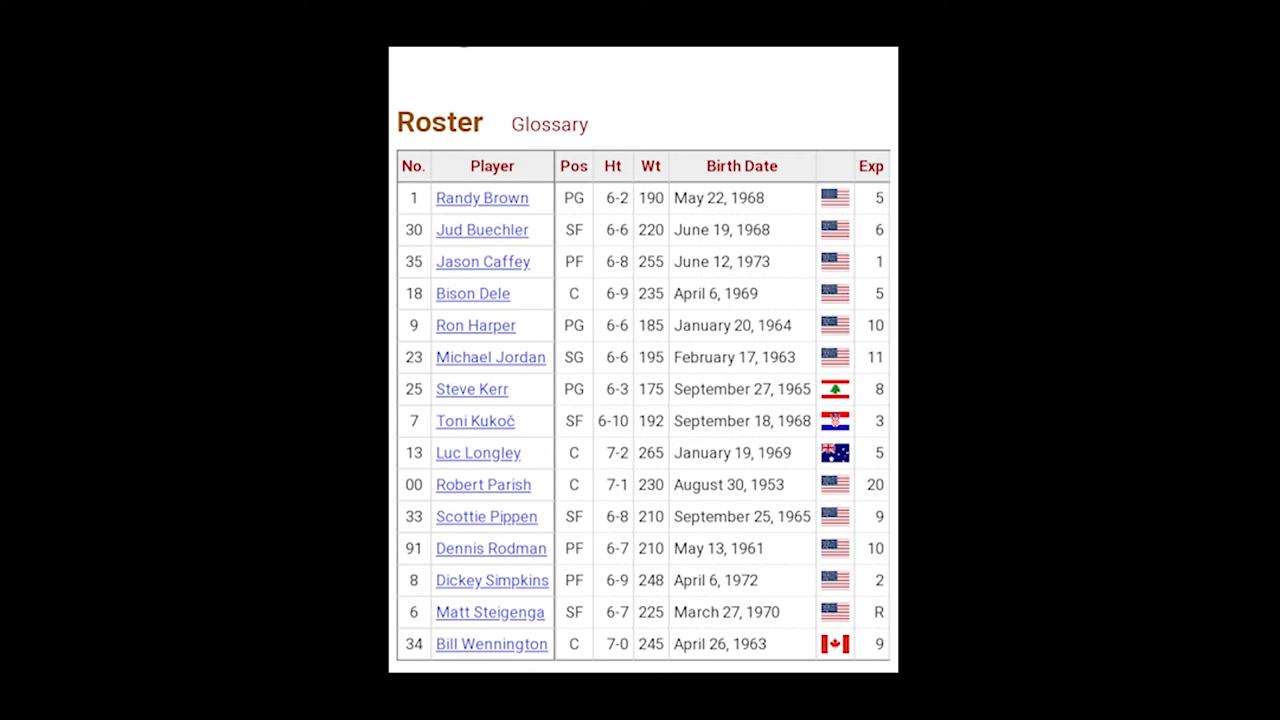 Roster Glossary
No. Player Pos Ht Wt Birth Date Exp
1 Randy Brown PG 6-2 190 May 22, 1968 5
30 Jud Buechler SF 6-6 220 June 19, 1968 6
35 Jason Caffey PF 6-8 255 June 12, 1973 1
18 Bison Dele C 6-9 235 April 6, 1969 5
9 Ron Harper PG 6-6 185 January 20, 1964 10
23 Michael Jordan SG 6-6 195 February 17, 1963 11
25 Steve Kerr PG 6-3 175 September 27, 1965 8
7 Toni Kukoč SF 6-10 192 September 18, 1968 3
13 Luc Longley C 7-2 265 January 19, 1969 5
00 Robert Parish C 7-1 230 August 30, 1953 20
33 Scottie Pippen SF 6-8 210 September 25, 1965 9
91 Dennis Rodman PF 6-7 210 May 13, 1961 10
8 Dickey Simpkins PF 6-9 248 April 6, 1972 2
6 Matt Steigenga SF 6-7 225 March 27, 1970 R
34 Bill Wennington C 7-0 245 April 26, 1963 9